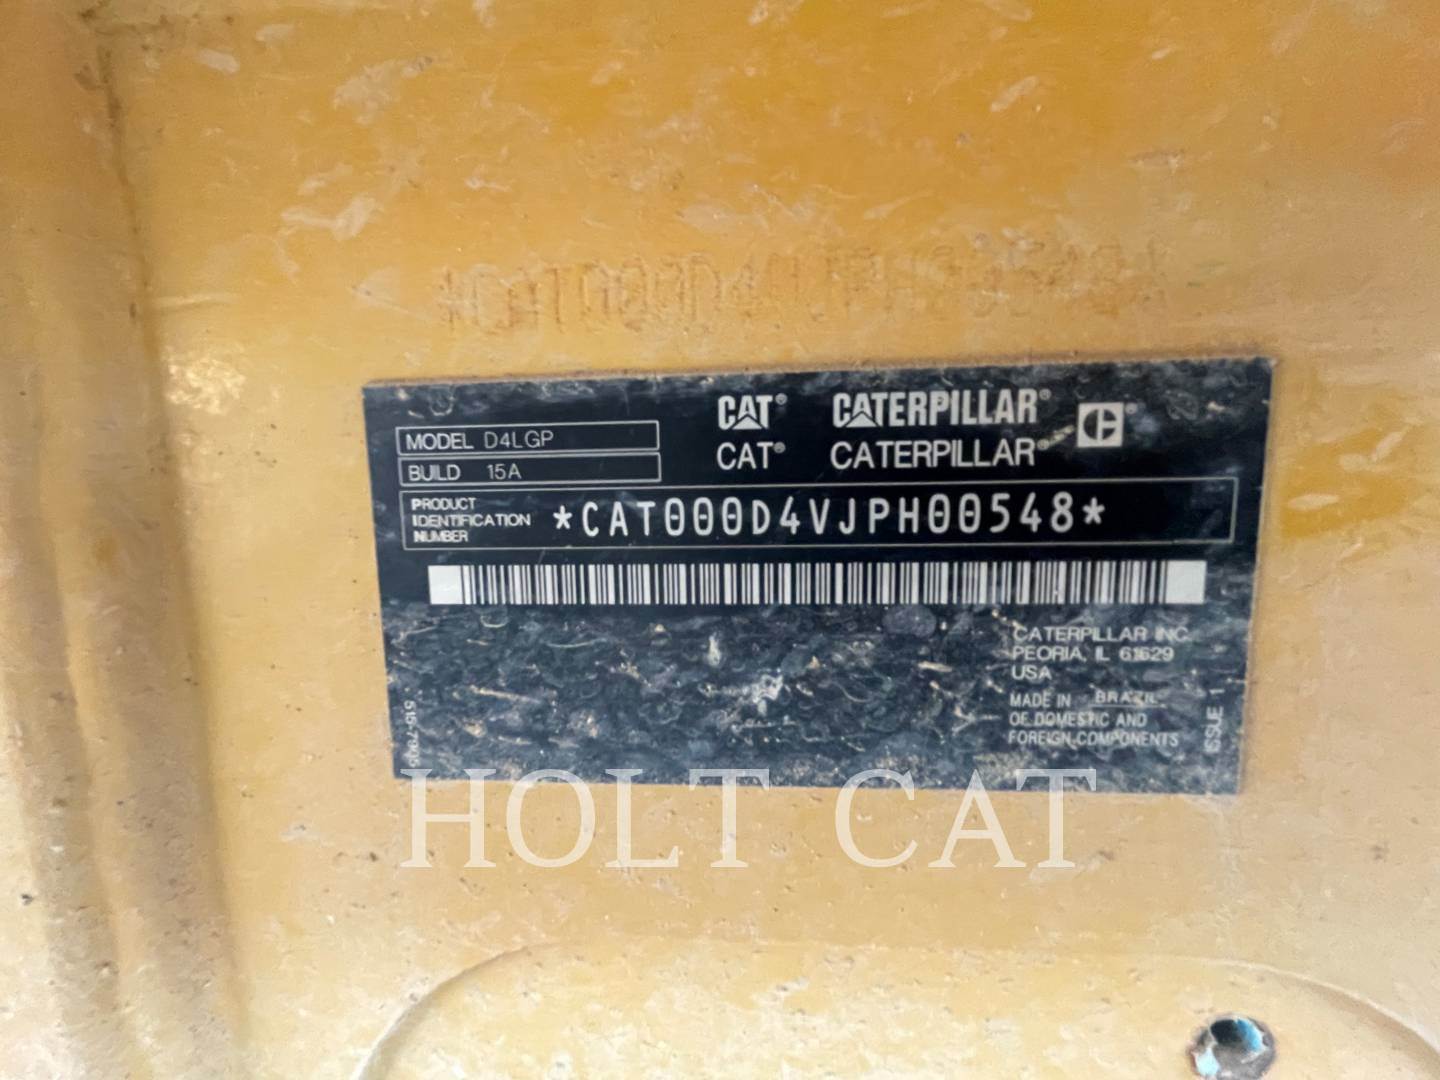 *CAT000D4VJPH00548*
CAT® CATERPILLAR®
CAT® CATERPILLAR®
MODEL D4LGP
BUILD 15A
PRODUCT IDENTIFICATION NUMBER *CAT000D4VJPH00548*
CATERPILLAR INC.
PEORIA, IL 61629
USA
MADE IN BRAZIL
OF DOMESTIC AND
FOREIGN COMPONENTS
ISSUE 1
HOLT CAT